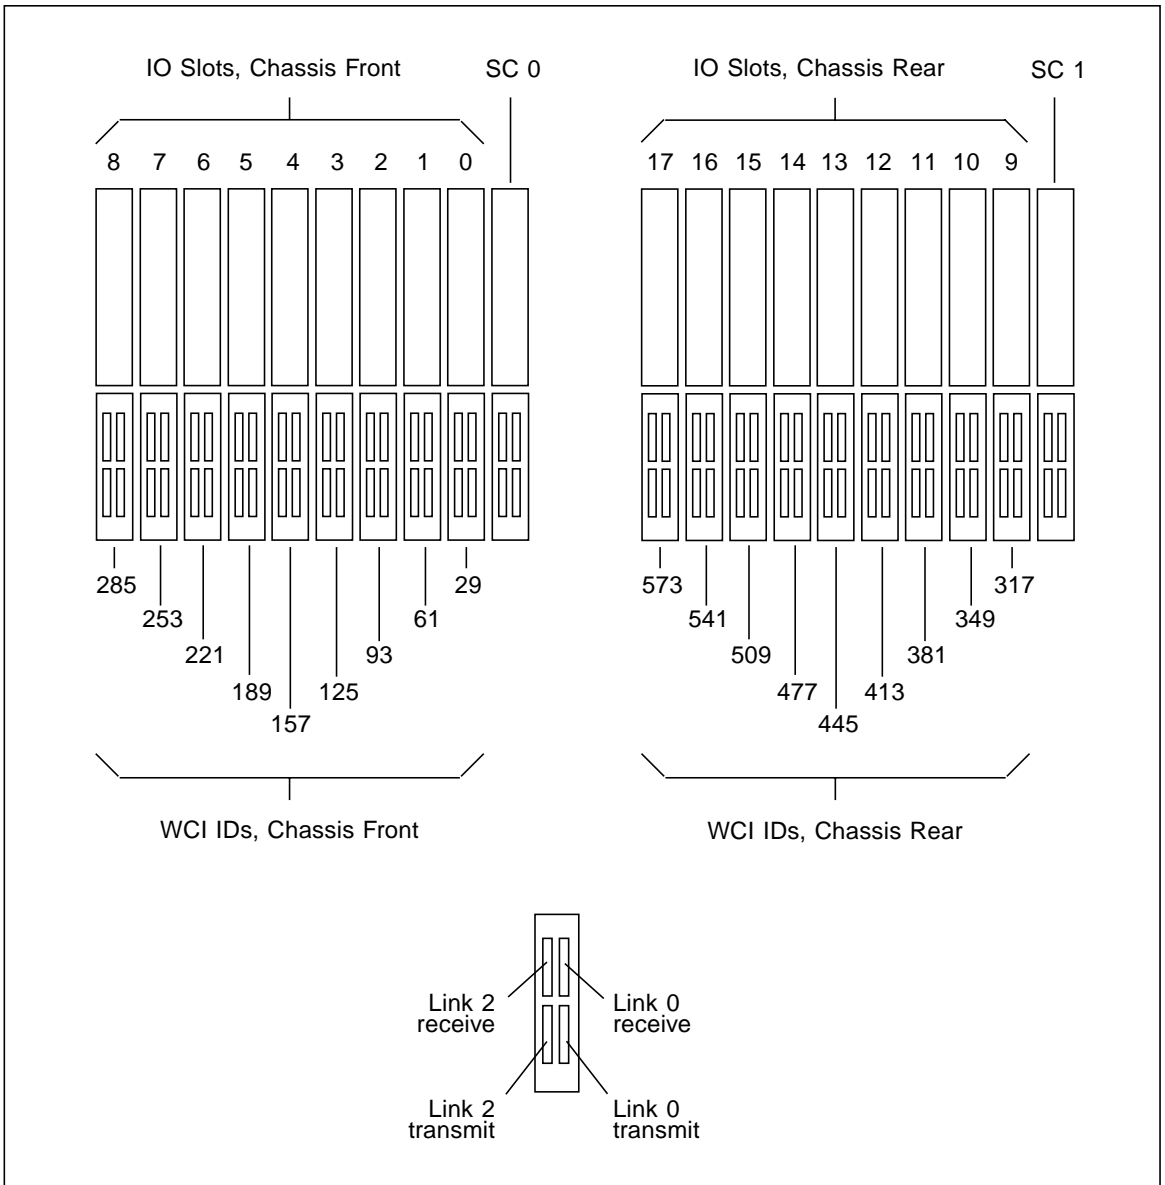 IO Slots, Chassis Front SC 0 IO Slots, Chassis Rear SC 1
8 7 6 5 4 3 2 1 0 17 16 15 14 13 12 11 10 9
285 29 573 317
253 61 541 349
221 93 509 381
189 125 477 413
157 445
WCI IDs, Chassis Front WCI IDs, Chassis Rear
Link 2
receive
Link 0
receive
Link 2
transmit
Link 0
transmit